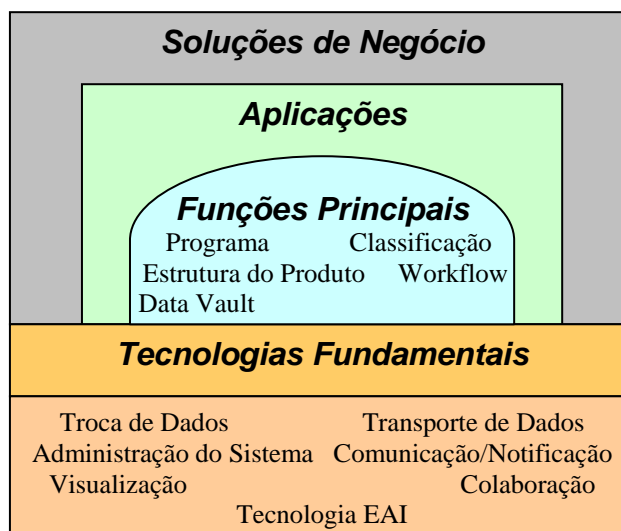 Soluções de Negócio
Aplicações
Funções Principais
Programa Classificação
Estrutura do Produto Workflow
Data Vault
Tecnologias Fundamentais
Troca de Dados Transporte de Dados
Administração do Sistema Comunicação/Notificação
Visualização Colaboração
Tecnologia EAI